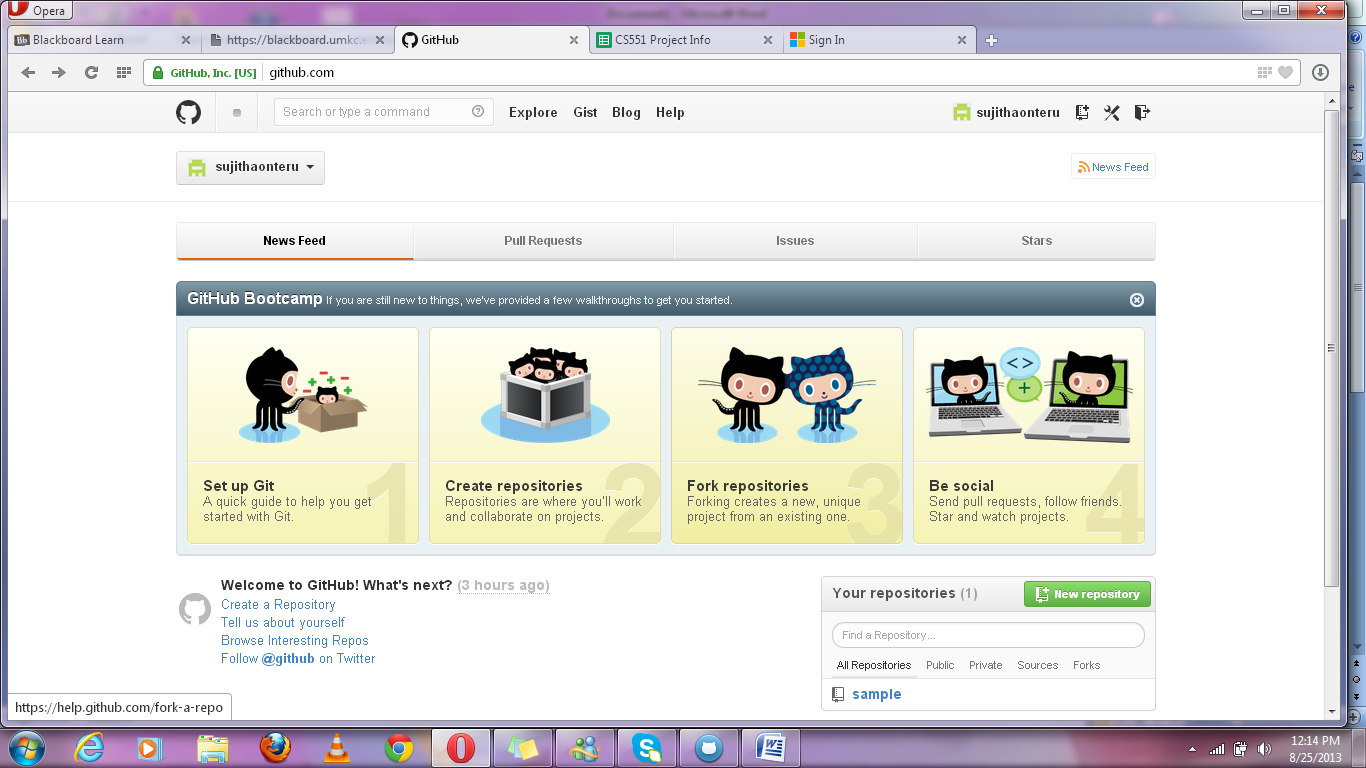 Opera
Blackboard Learn
https://blackboard.umkc.e
GitHub
CS551 Project Info
Sign In
GitHub, Inc. [US]
github.com
Search or type a command
Explore
Gist
Blog
Help
sujithaonteru
sujithaonteru
News Feed
News Feed
Pull Requests
Issues
Stars
GitHub Bootcamp If you are still new to things, we've provided a few walkthroughs to get you started.
1
Set up Git
A quick guide to help you get
started with Git.
2
Create repositories
Repositories are where you'll work
and collaborate on projects.
3
Fork repositories
Forking creates a new, unique
project from an existing one.
4
Be social
Send pull requests, follow friends.
Star and watch projects.
Welcome to GitHub! What's next? (3 hours ago)
Create a Repository
Tell us about yourself
Browse Interesting Repos
Follow @github on Twitter
Your repositories (1)
New repository
Find a Repository...
All Repositories
Public
Private
Sources
Forks
sample
https://help.github.com/fork-a-repo
12:14 PM
8/25/2013